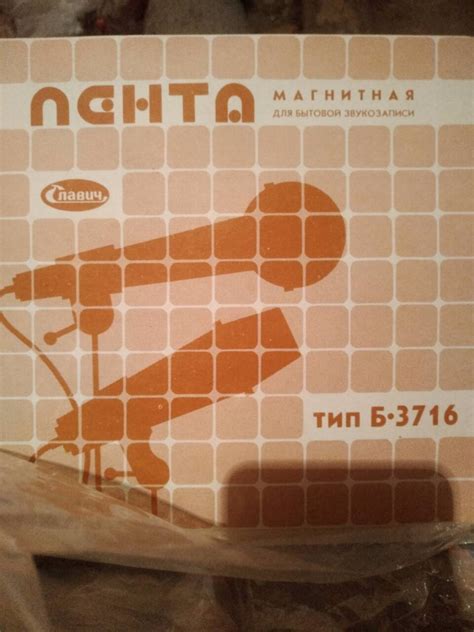 ЛЕНТА
МАГНИТНАЯ
ДЛЯ БЫТОВОЙ ЗВУКОЗАПИСИ
Славич
тип Б-3716